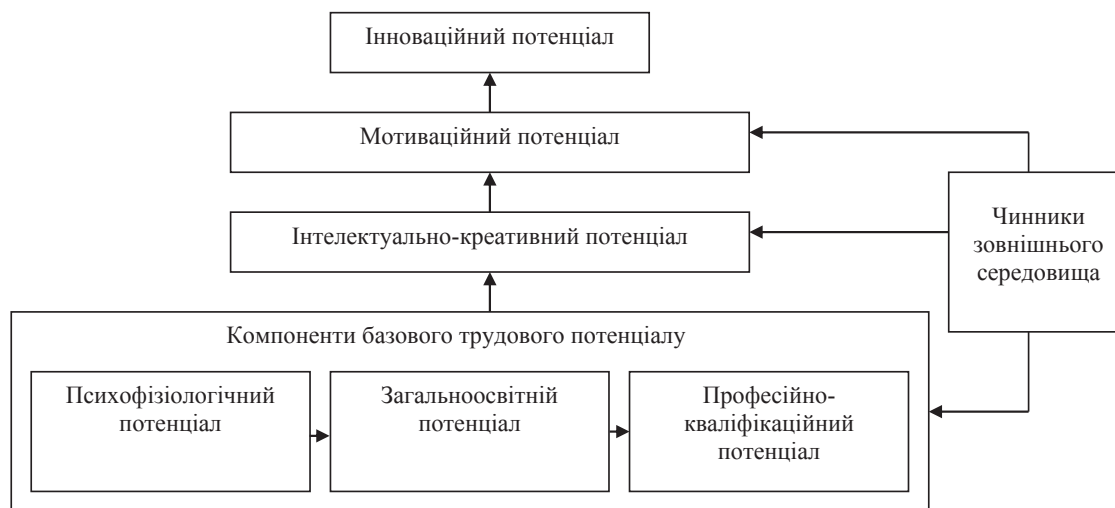 Інноваційний потенціал
Мотиваційний потенціал
Інтелектуально-креативний потенціал
Чинники
зовнішнього
середовища
Компоненти базового трудового потенціалу
Психофізіологічний
потенціал
Загальноосвітній
потенціал
Професійно-
кваліфікаційний
потенціал